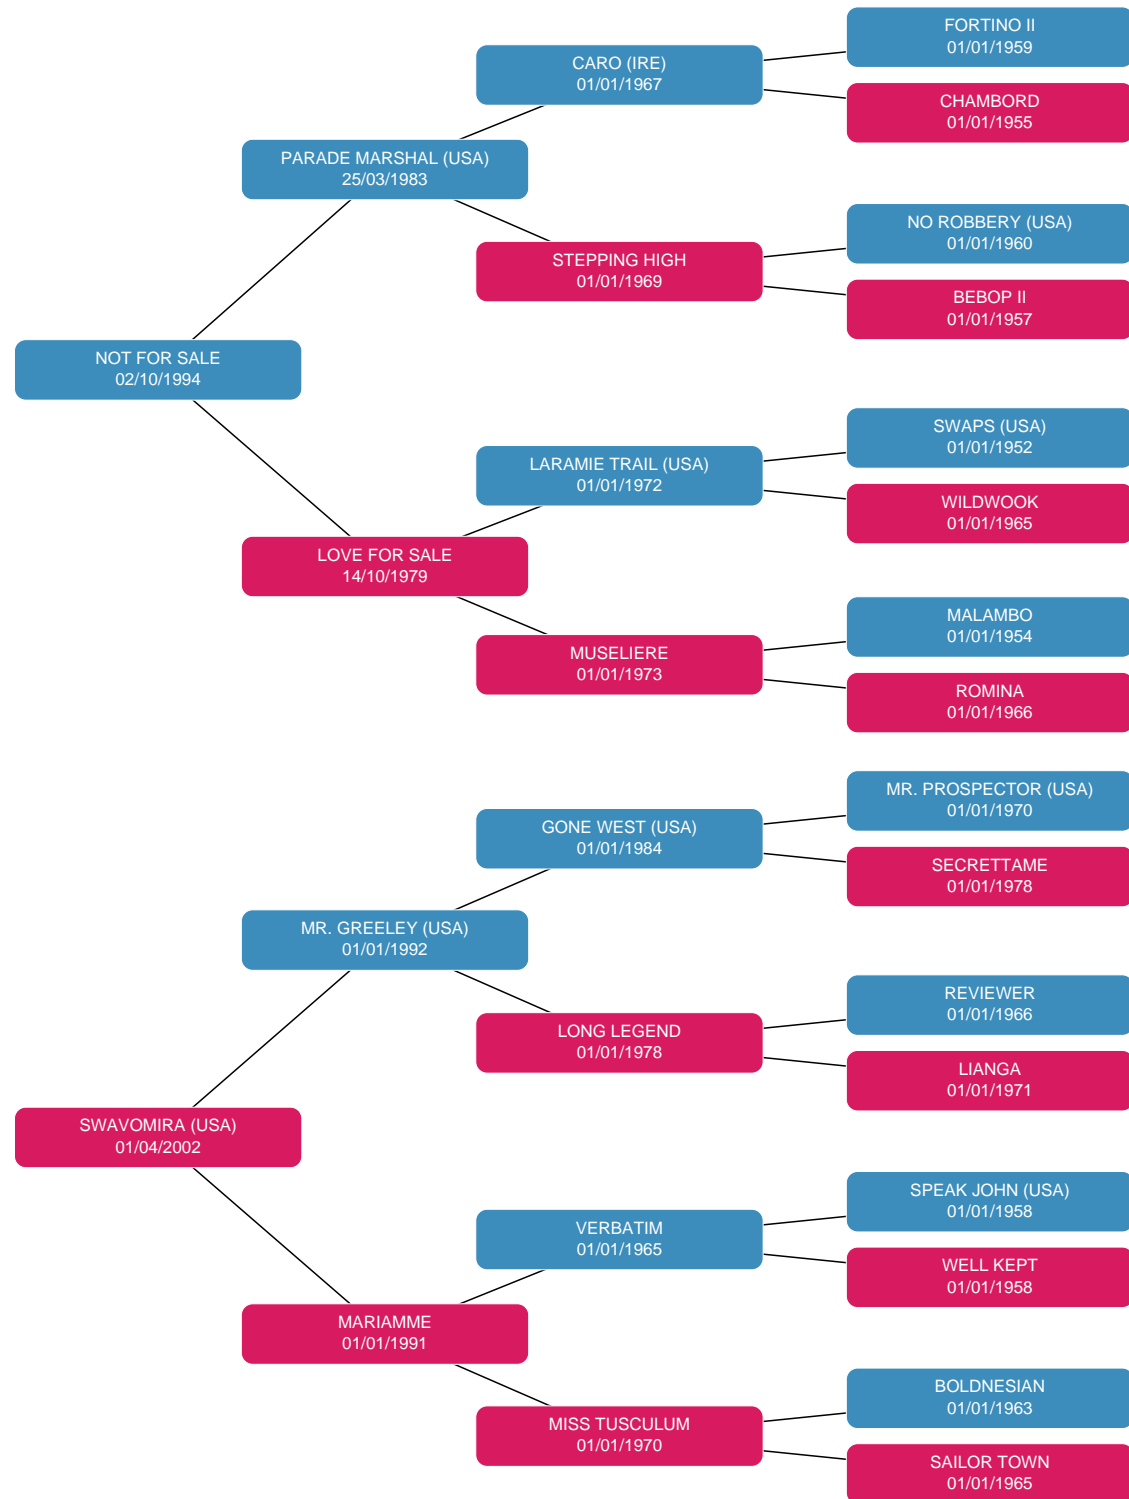 FORTINO II
01/01/1959
CARO (IRE)
01/01/1967
CHAMBORD
01/01/1955
PARADE MARSHAL (USA)
25/03/1983
NO ROBBERY (USA)
01/01/1960
STEPPING HIGH
01/01/1969
BEBOP II
01/01/1957
NOT FOR SALE
02/10/1994
SWAPS (USA)
01/01/1952
LARAMIE TRAIL (USA)
01/01/1972
WILDWOOK
01/01/1965
LOVE FOR SALE
14/10/1979
MALAMBO
01/01/1954
MUSELIERE
01/01/1973
ROMINA
01/01/1966
MR. PROSPECTOR (USA)
01/01/1970
GONE WEST (USA)
01/01/1984
SECRETTAME
01/01/1978
MR. GREELEY (USA)
01/01/1992
REVIEWER
01/01/1966
LONG LEGEND
01/01/1978
LIANGA
01/01/1971
SWAVOMIRA (USA)
01/04/2002
SPEAK JOHN (USA)
01/01/1958
VERBATIM
01/01/1965
WELL KEPT
01/01/1958
MARIAMME
01/01/1991
BOLDNESIAN
01/01/1963
MISS TUSCULUM
01/01/1970
SAILOR TOWN
01/01/1965